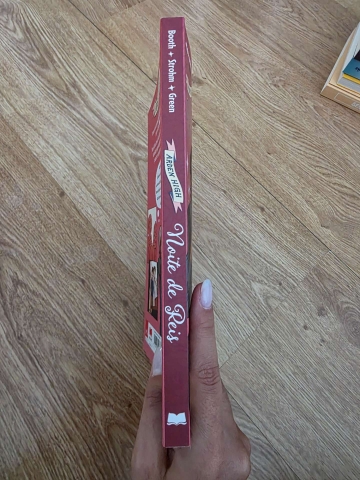 Booth + Strohm + Green
ARDEN HIGH
Noite de Reis